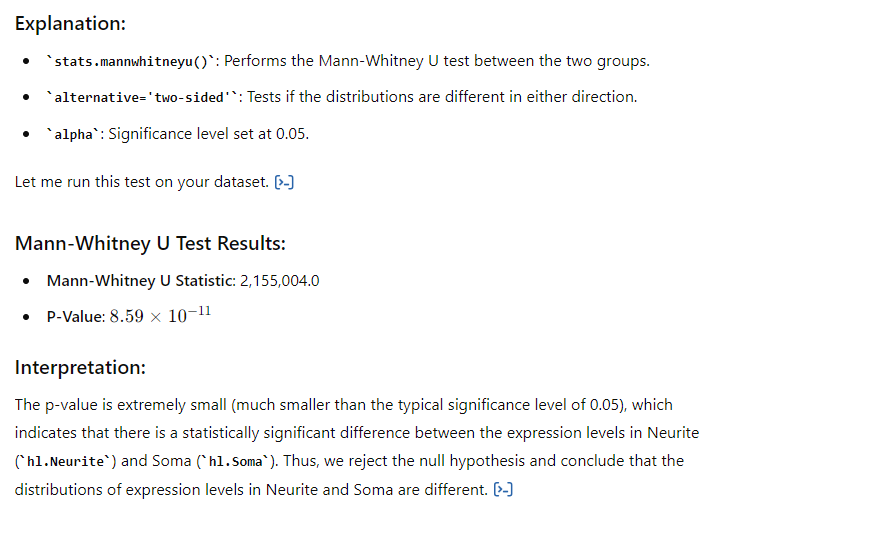 Explanation:
`stats.mannwhitneyu()`: Performs the Mann-Whitney U test between the two groups.
`alternative='two-sided'`: Tests if the distributions are different in either direction.
`alpha`: Significance level set at 0.05.
Let me run this test on your dataset. [>-]
Mann-Whitney U Test Results:
Mann-Whitney U Statistic: 2,155,004.0
P-Value: 8.59 × 10⁻¹¹
Interpretation:
The p-value is extremely small (much smaller than the typical significance level of 0.05), which
indicates that there is a statistically significant difference between the expression levels in Neurite
(`hl.Neurite`) and Soma (`hl.Soma`). Thus, we reject the null hypothesis and conclude that the
distributions of expression levels in Neurite and Soma are different. [>-]